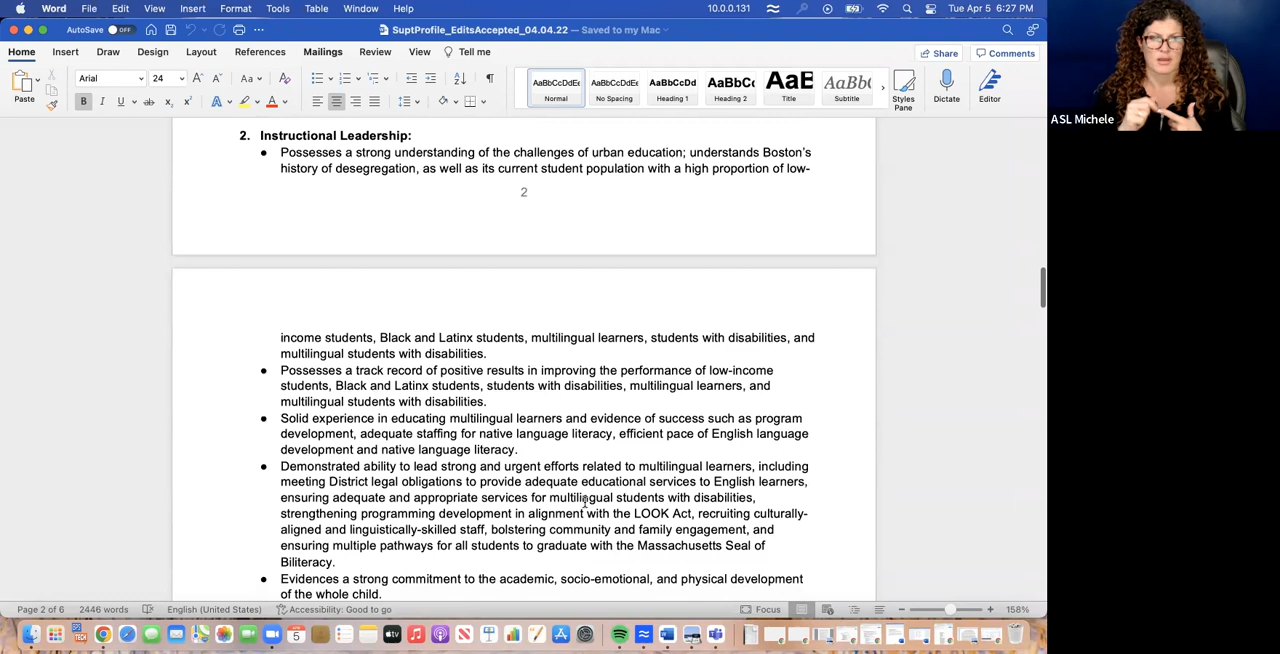 Word File Edit View Insert Format Tools Table Window Help 10.0.0.131 Tue Apr 5 6:27 PM
AutoSave OFF SuptProfile_EditsAccepted_04.04.22 — Saved to my Mac
Home Insert Draw Design Layout References Mailings Review View Tell me Share Comments
Paste Arial 24 AaBbCcDdEe Normal AaBbCcDdEe No Spacing AaBbCcDd Heading 1 AaBbCc Heading 2 AaB Title AaBb Subtitle Styles Pane Dictate Editor
ASL Michele
2. Instructional Leadership:
● Possesses a strong understanding of the challenges of urban education; understands Boston's
history of desegregation, as well as its current student population with a high proportion of low-
2
income students, Black and Latinx students, multilingual learners, students with disabilities, and
multilingual students with disabilities.
● Possesses a track record of positive results in improving the performance of low-income
students, Black and Latinx students, students with disabilities, multilingual learners, and
multilingual students with disabilities.
● Solid experience in educating multilingual learners and evidence of success such as program
development, adequate staffing for native language literacy, efficient pace of English language
development and native language literacy.
● Demonstrated ability to lead strong and urgent efforts related to multilingual learners, including
meeting District legal obligations to provide adequate educational services to English learners,
ensuring adequate and appropriate services for multilingual students with disabilities,
strengthening programming development in alignment with the LOOK Act, recruiting culturally-
aligned and linguistically-skilled staff, bolstering community and family engagement, and
ensuring multiple pathways for all students to graduate with the Massachusetts Seal of
Biliteracy.
● Evidences a strong commitment to the academic, socio-emotional, and physical development
of the whole child.
Page 2 of 6 2446 words English (United States) Accessibility: Good to go Focus 158%